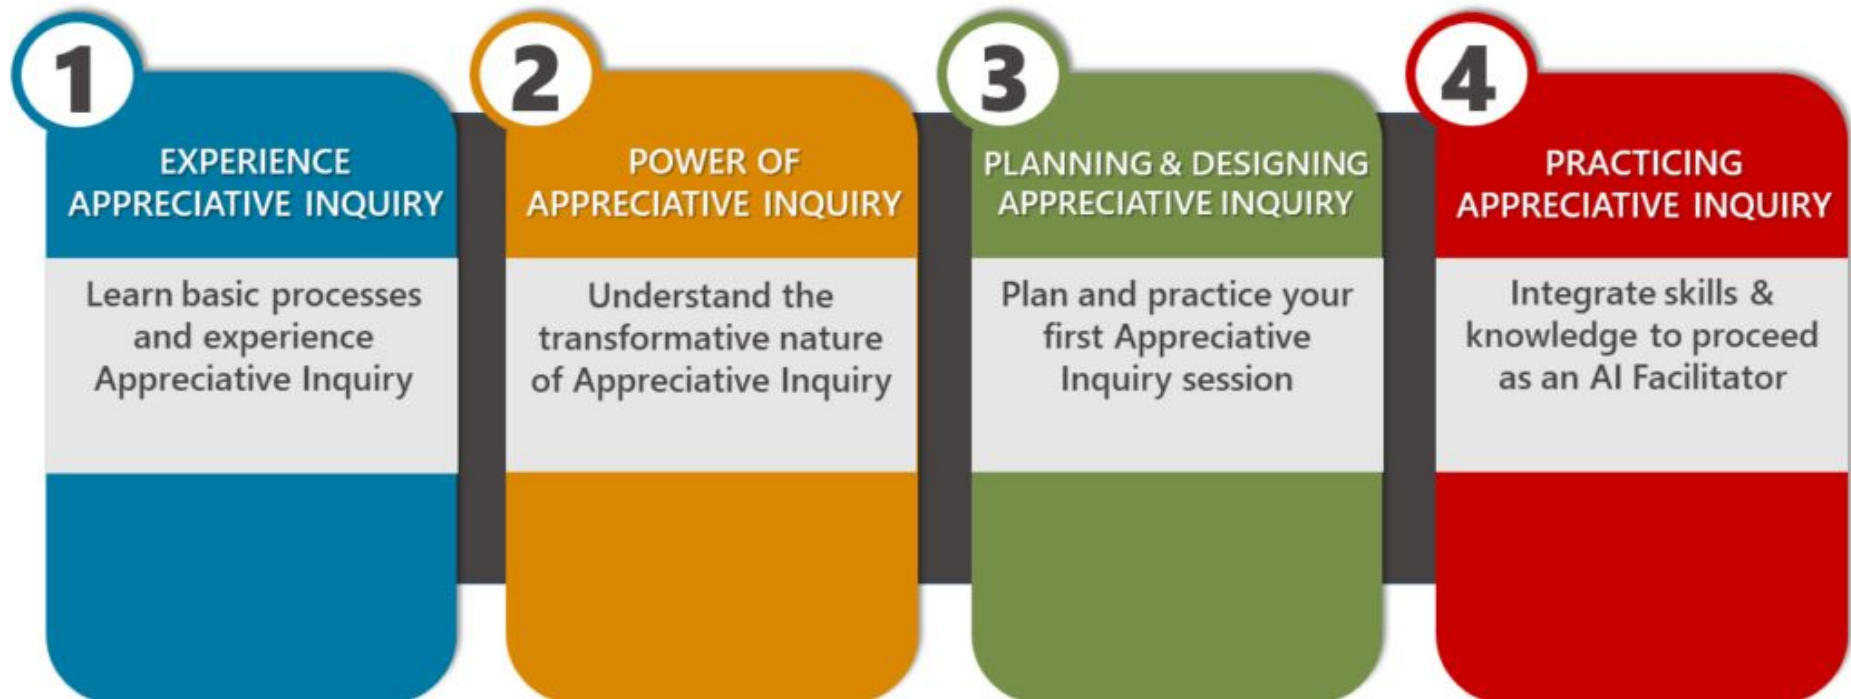 1
EXPERIENCE
APPRECIATIVE INQUIRY
Learn basic processes
and experience
Appreciative Inquiry
2
POWER OF
APPRECIATIVE INQUIRY
Understand the
transformative nature
of Appreciative Inquiry
3
PLANNING & DESIGNING
APPRECIATIVE INQUIRY
Plan and practice your
first Appreciative
Inquiry session
4
PRACTICING
APPRECIATIVE INQUIRY
Integrate skills &
knowledge to proceed
as an AI Facilitator